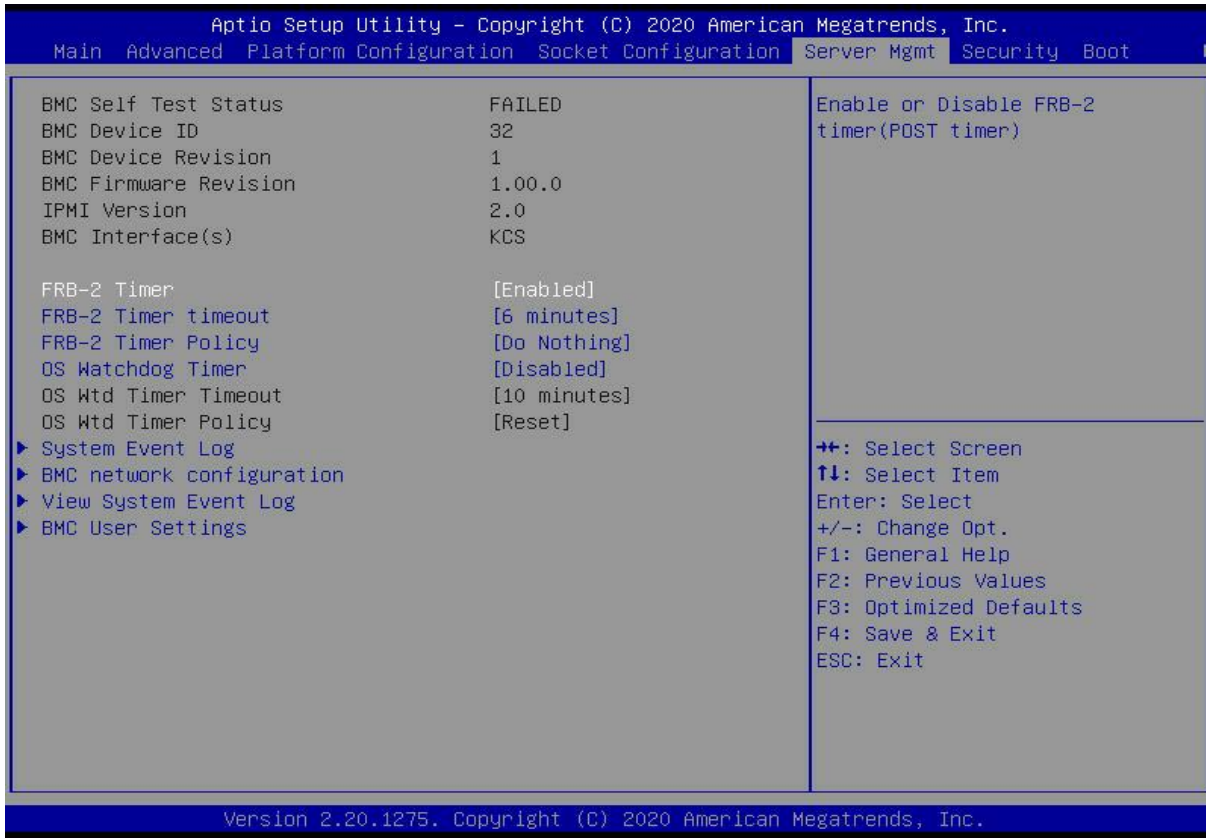 Aptio Setup Utility – Copyright (C) 2020 American Megatrends, Inc.
Main Advanced Platform Configuration Socket Configuration Server Mgmt Security Boot
BMC Self Test Status FAILED
BMC Device ID 32
BMC Device Revision 1
BMC Firmware Revision 1.00.0
IPMI Version 2.0
BMC Interface(s) KCS
FRB-2 Timer [Enabled]
FRB-2 Timer timeout [6 minutes]
FRB-2 Timer Policy [Do Nothing]
OS Watchdog Timer [Disabled]
OS Wtd Timer Timeout [10 minutes]
OS Wtd Timer Policy [Reset]
System Event Log
BMC network configuration
View System Event Log
BMC User Settings
Enable or Disable FRB-2
timer(POST timer)
→←: Select Screen
↑↓: Select Item
Enter: Select
+/-: Change Opt.
F1: General Help
F2: Previous Values
F3: Optimized Defaults
F4: Save & Exit
ESC: Exit
Version 2.20.1275. Copyright (C) 2020 American Megatrends, Inc.